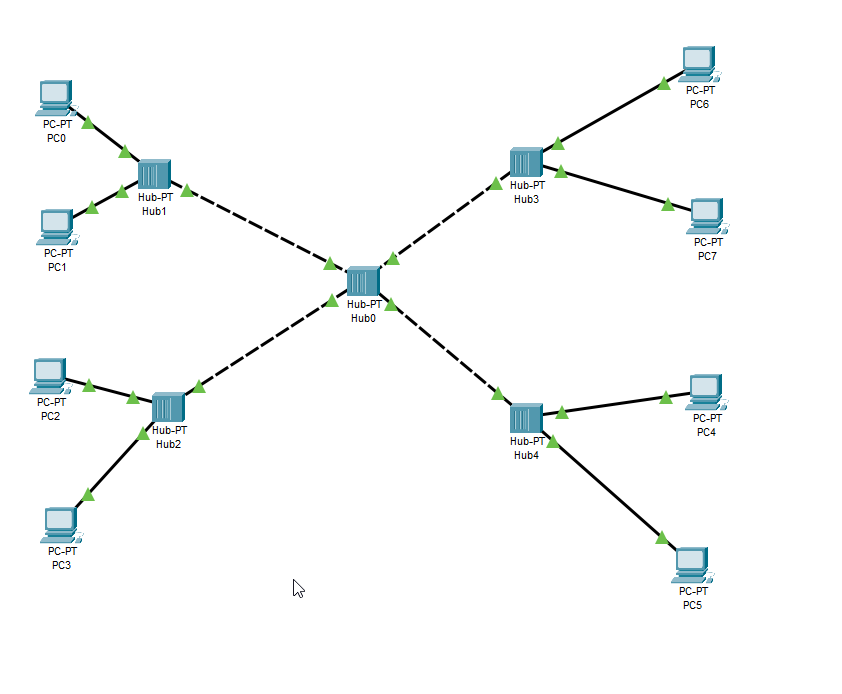 PC-PT
PC6
PC-PT
PC0
Hub-PT
Hub3
Hub-PT
Hub1
PC-PT
PC7
PC-PT
PC1
Hub-PT
Hub0
PC-PT
PC2
PC-PT
PC4
Hub-PT
Hub2
Hub-PT
Hub4
PC-PT
PC3
PC-PT
PC5